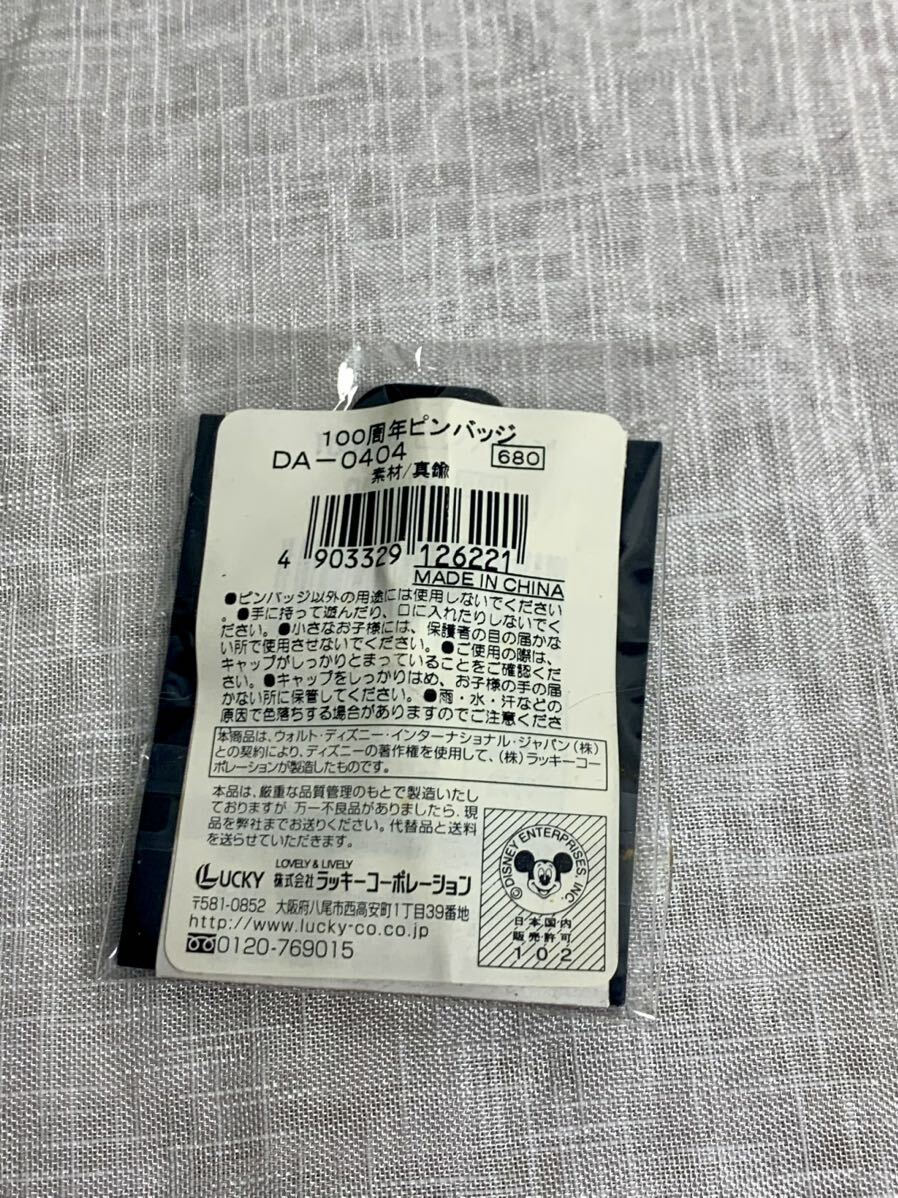 100周年ピンバッジ
DA-0404 680
素材/真鍮
4 903329 126221
MADE IN CHINA
●ピンバッジ以外の用途には使用しないでください
。●手に持って遊んだり、口に入れたりしないでく
ださい。●小さなお子様には、保護者の目の届かな
い所で使用させないでください。●ご使用の際は、
キャップがしっかりとまっていることをご確認くだ
さい。●キャップをしっかりはめ、お子様の手の届
かない所に保管してください。●雨・水・汗などの
原因で色落ちする場合がありますのでご注意くださ
本商品は、ウォルト・ディズニー・インターナショナル・ジャパン(株)
との契約により、ディズニーの著作権を使用して、(株)ラッキーコー
ポレーションが製造したものです。
本品は、厳重な品質管理のもとで製造いたし
ておりますが 万一不良品がありましたら、現
品を弊社までお送りください。代替品と送料
を送らせていただきます。
LOVELY & LIVELY
LUCKY 株式会社ラッキーコーポレーション
〒581-0852 大阪府八尾市西高安町1丁目39番地
http://www.lucky-co.co.jp
0120-769015
©DISNEY ENTERPRISES, INC.
日本国内
販売許可
102